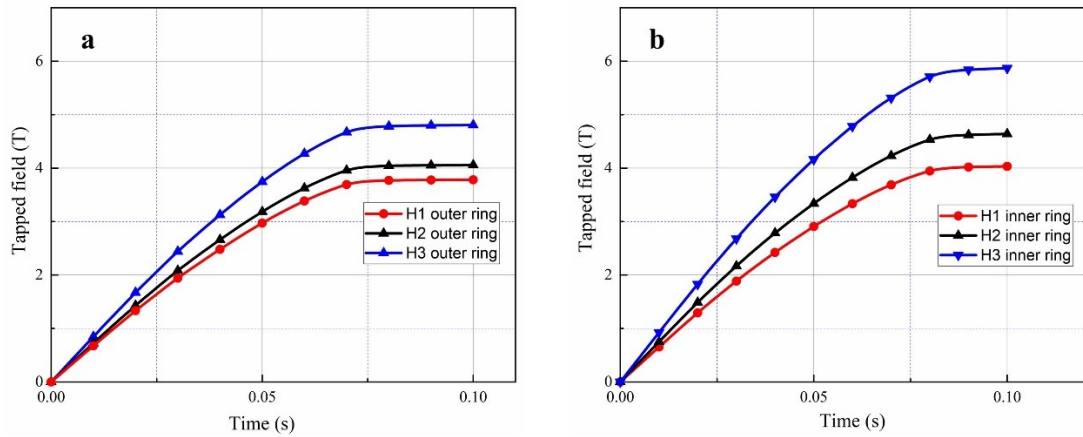 a
6
4
2
0
0.00
0.05
0.10
Tapped field (T)
Time (s)
H1 outer ring
H2 outer ring
H3 outer ring
b
6
4
2
0
0.00
0.05
0.10
Tapped field (T)
Time (s)
H1 inner ring
H2 inner ring
H3 inner ring